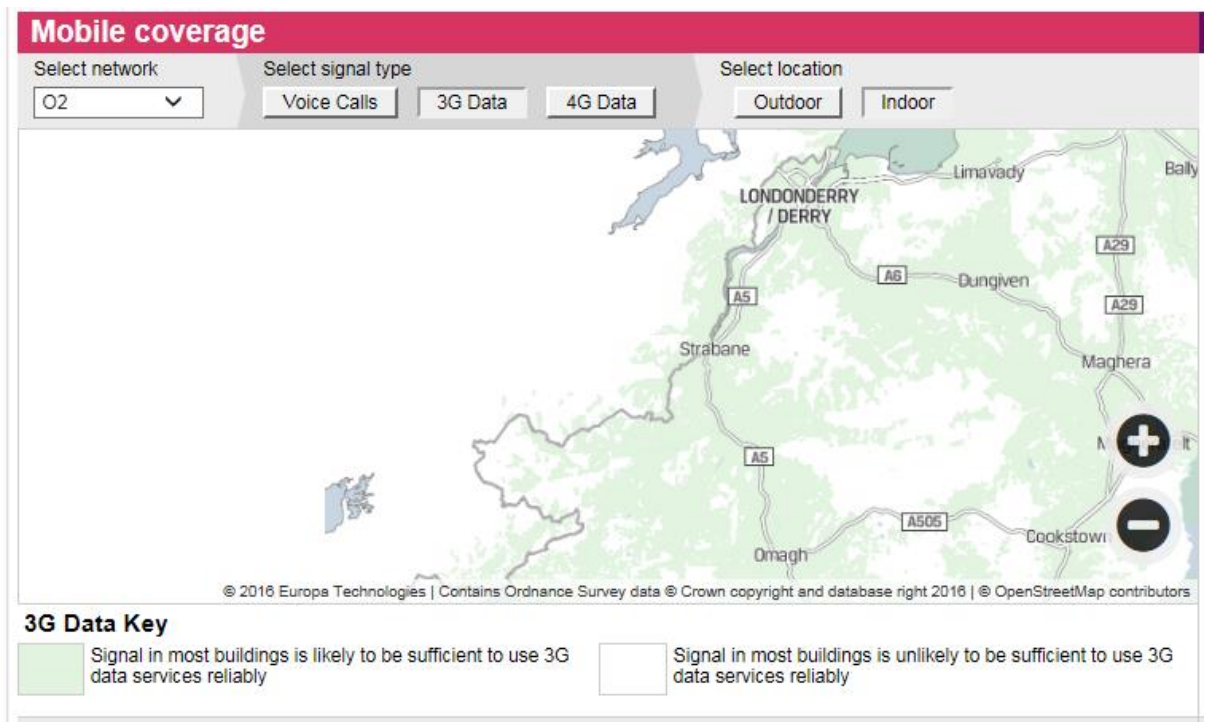 Mobile coverage
Select network
Select signal type
Select location
O2
Voice Calls
3G Data
4G Data
Outdoor
Indoor
Limavady
Bally
LONDONDERRY
/ DERRY
A29
A6
Dungiven
A5
A29
Strabane
Maghera
A5
A505
Cookstow
Omagh
© 2016 Europa Technologies | Contains Ordnance Survey data © Crown copyright and database right 2016 | © OpenStreetMap contributors
3G Data Key
Signal in most buildings is likely to be sufficient to use 3G
data services reliably
Signal in most buildings is unlikely to be sufficient to use 3G
data services reliably